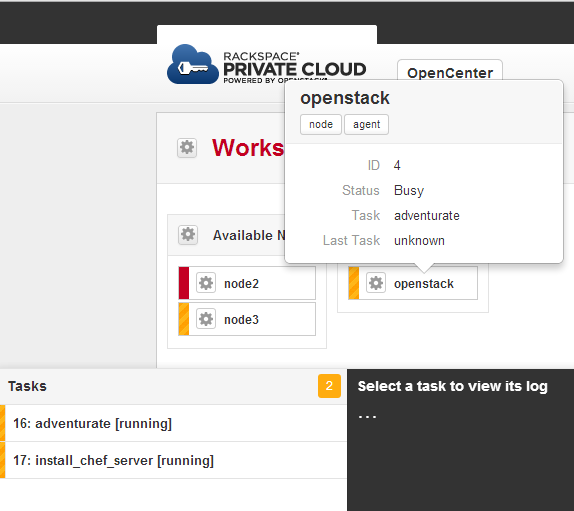 RACKSPACE®
PRIVATE CLOUD
POWERED BY OPENSTACK®
OpenCenter
openstack
node agent
ID 4
Status Busy
Task adventurate
Last Task unknown
Works
Available N
node2
openstack
node3
Tasks 2
16: adventurate [running]
17: install_chef_server [running]
Select a task to view its log
...